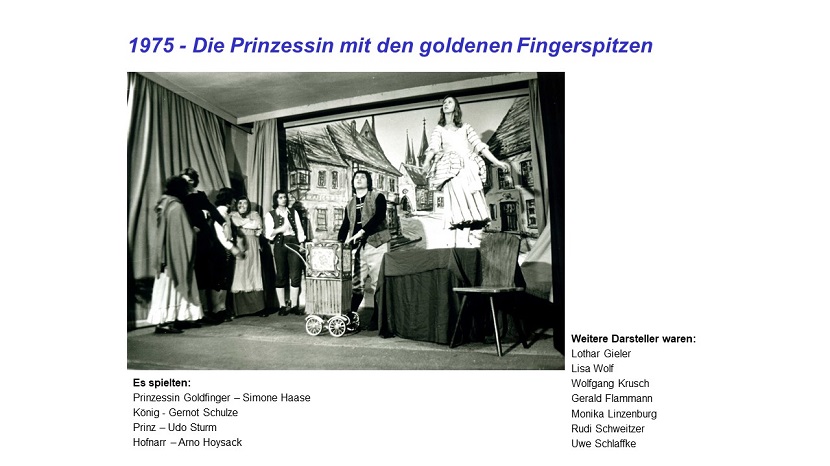 1975 - Die Prinzessin mit den goldenen Fingerspitzen
Es spielten:
Prinzessin Goldfinger – Simone Haase
König - Gernot Schulze
Prinz – Udo Sturm
Hofnarr – Arno Hoysack
Weitere Darsteller waren:
Lothar Gieler
Lisa Wolf
Wolfgang Krusch
Gerald Flammann
Monika Linzenburg
Rudi Schweitzer
Uwe Schlaffke